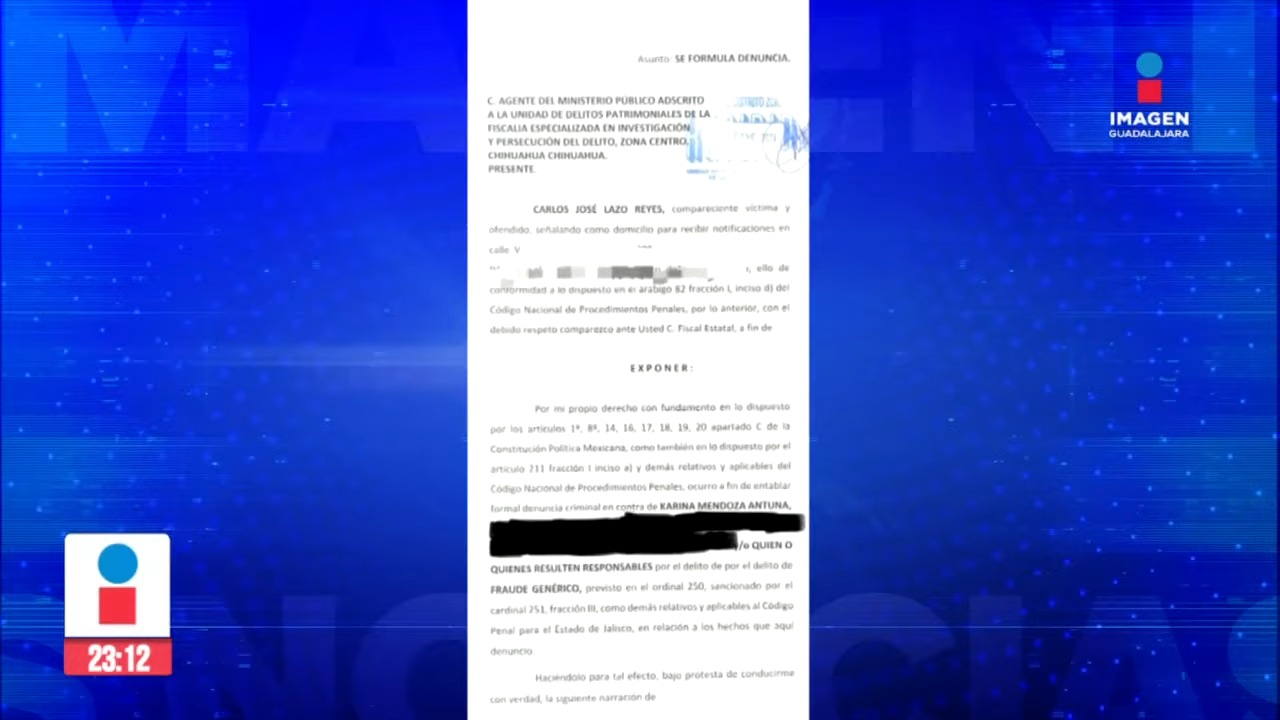 Asunto SE FORMULA DENUNCIA.
IMAGEN
GUADALAJARA
C. AGENTE DEL MINISTERIO PÚBLICO ADSCRITO
A LA UNIDAD DE DELITOS PATRIMONIALES DE LA
FISCALIA ESPECIALIZADA EN INVESTIGACIÓN
Y PERSECUCIÓN DEL DELITO, ZONA CENTRO,
CHIHUAHUA CHIHUAHUA.
PRESENTE.
CARLOS JOSÉ LAZO REYES, compareciente víctima y
ofendido, señalando como domicilio para recibir notificaciones en
calle V
, ello de
conformidad a lo dispuesto en el arábigo 82 fracción I, inciso d) del
Código Nacional de Procedimientos Penales, por lo anterior, con el
debido respeto comparezco ante Usted C. Fiscal Estatal, a fin de
EXPONER:
Por mi propio derecho con fundamento en lo dispuesto
por los artículos 1º, 8º, 14, 16, 17, 18, 19, 20 apartado C de la
Constitución Política Mexicana, como también en lo dispuesto por el
artículo 211 fracción I inciso a) y demás relativos y aplicables del
Código Nacional de Procedimientos Penales, ocurro a fin de entablar
formal denuncia criminal en contra de KARINA MENDOZA ANTUNA,
y/o QUIEN O
QUIENES RESULTEN RESPONSABLES por el delito de por el delito de
FRAUDE GENÉRICO, previsto en el ordinal 250, sancionado por el
cardinal 251, fracción III, como demás relativos y aplicables al Código
Penal para el Estado de Jalisco, en relación a los hechos que aquí
denuncio.
Haciéndolo para tal efecto, bajo protesta de conducirme
con verdad, la siguiente narración de
23:12